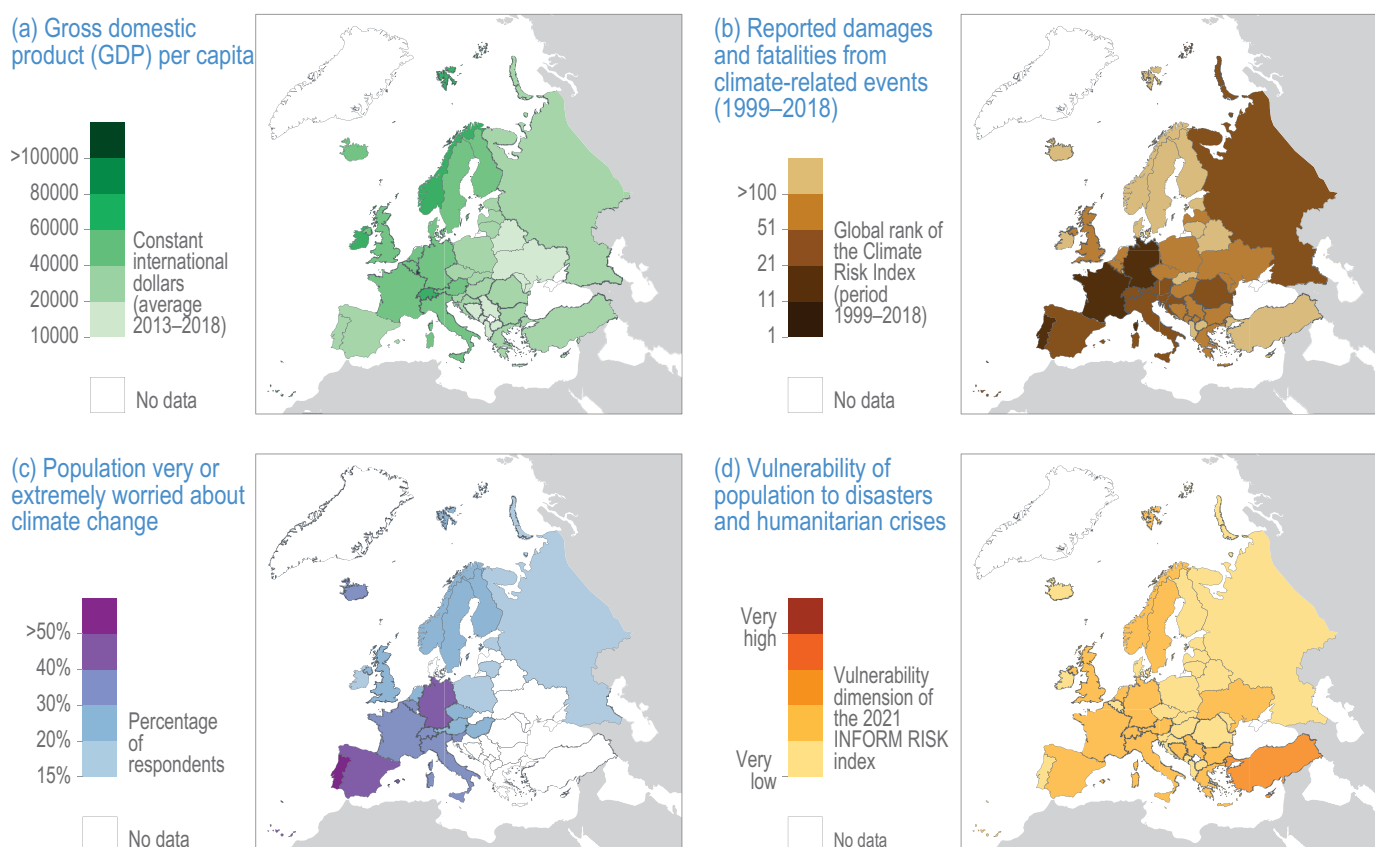 (a) Gross domestic
product (GDP) per capita
>100000
80000
60000
40000
20000
10000
Constant
international
dollars
(average
2013–2018)
No data
(b) Reported damages
and fatalities from
climate-related events
(1999–2018)
>100
51
21
11
1
Global rank of
the Climate
Risk Index
(period
1999–2018)
No data
(c) Population very or
extremely worried about
climate change
>50%
40%
30%
20%
15%
Percentage
of
respondents
No data
(d) Vulnerability of
population to disasters
and humanitarian crises
Very
high
Very
low
Vulnerability
dimension of
the 2021
INFORM RISK
index
No data